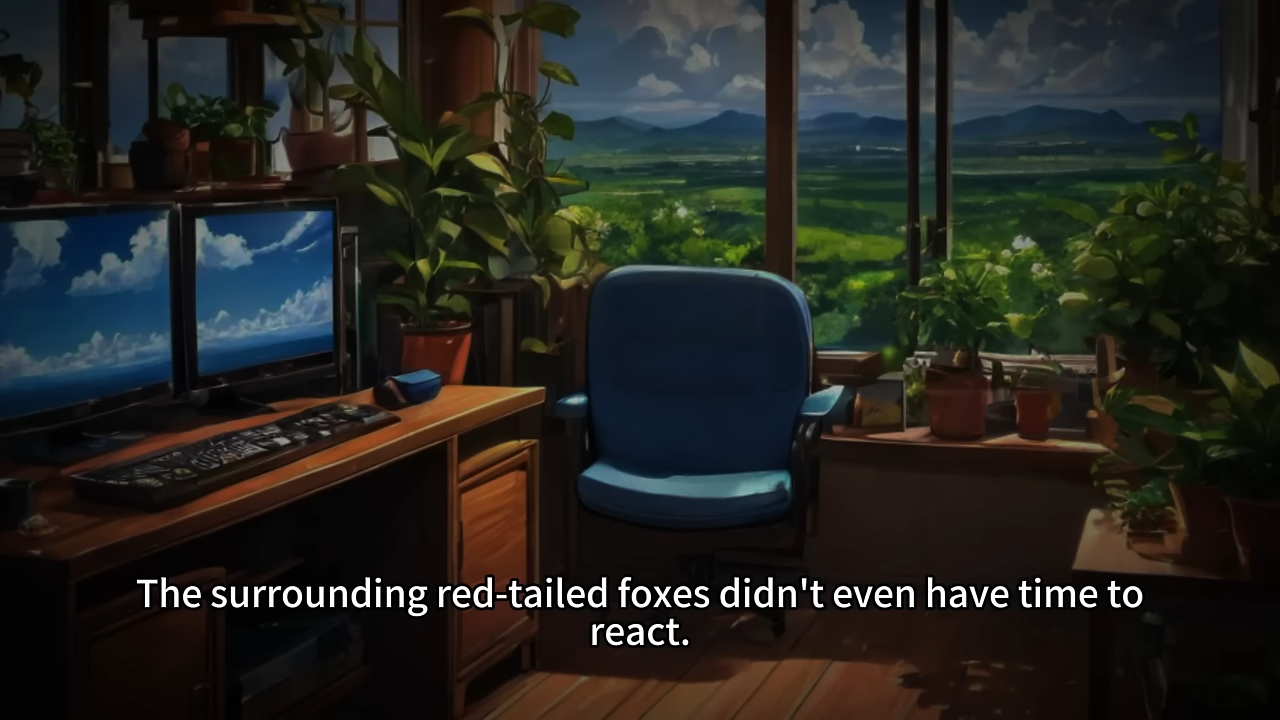 The surrounding red-tailed foxes didn't even have time to
react.